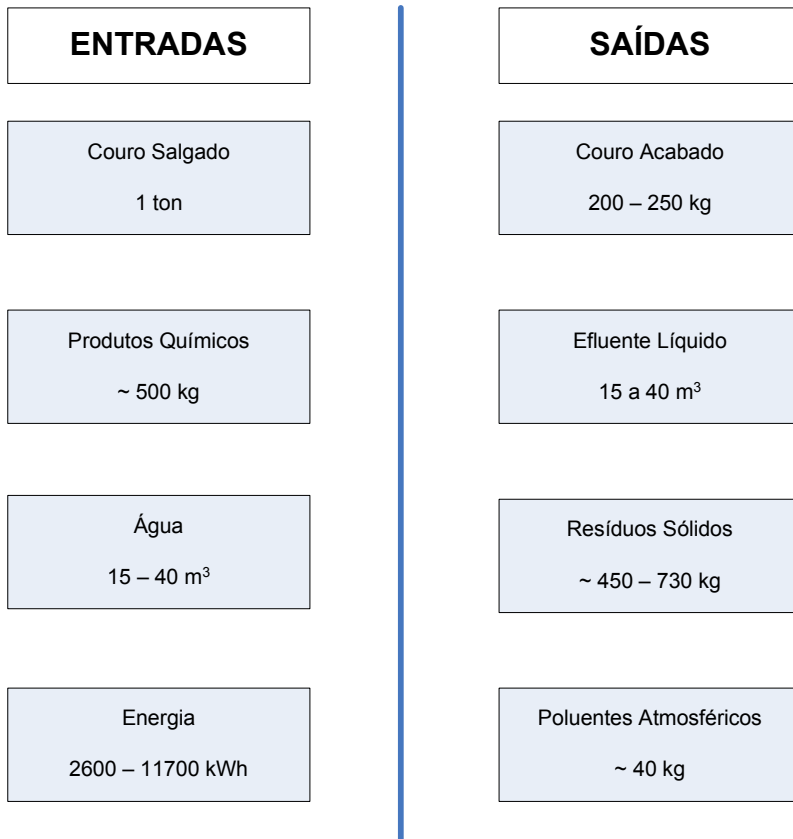 ENTRADAS
SAÍDAS
Couro Salgado
1 ton
Couro Acabado
200 – 250 kg
Produtos Químicos
~ 500 kg
Efluente Líquido
15 a 40 m³
Água
15 – 40 m³
Resíduos Sólidos
~ 450 – 730 kg
Energia
2600 – 11700 kWh
Poluentes Atmosféricos
~ 40 kg